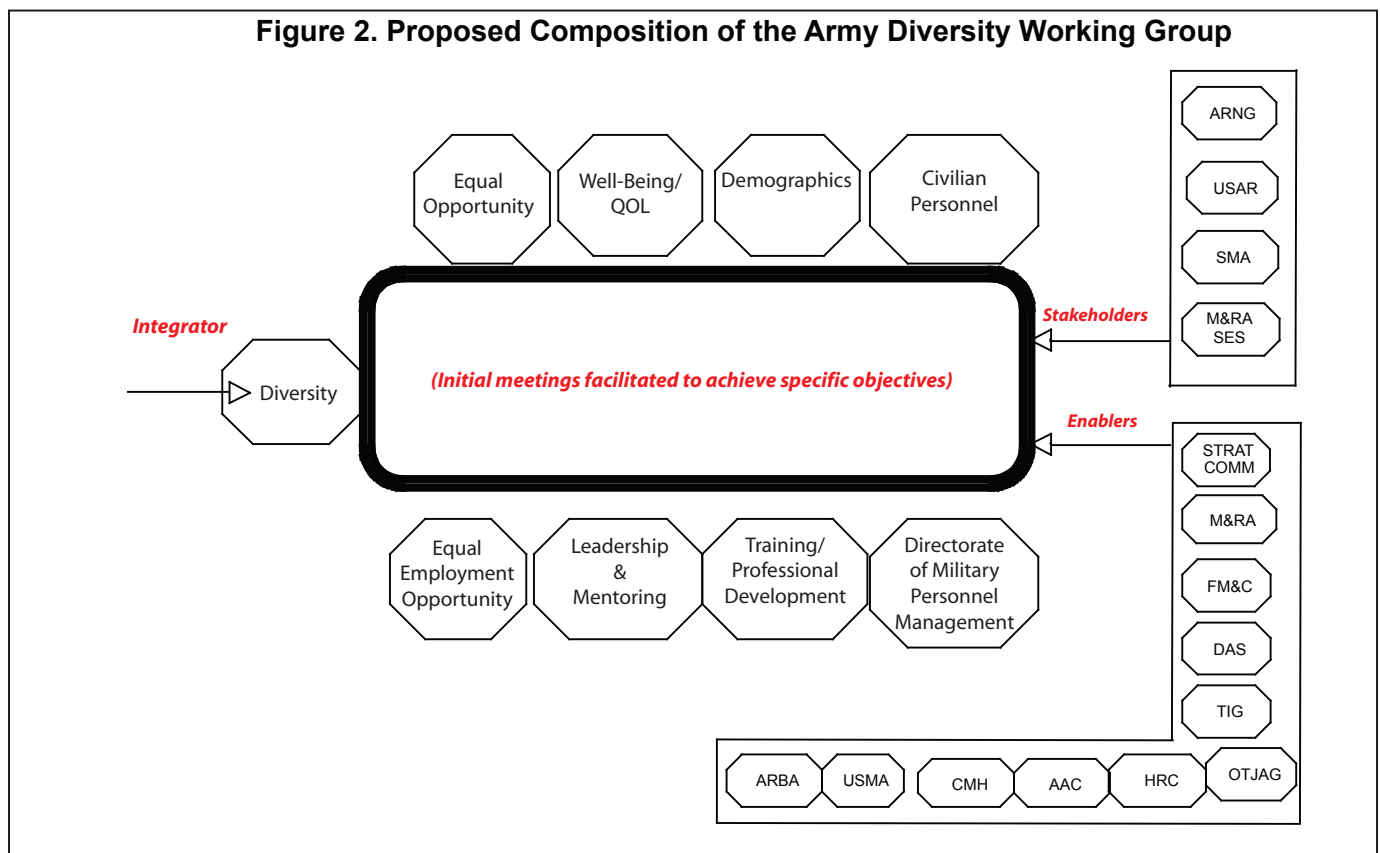 Figure 2. Proposed Composition of the Army Diversity Working Group
Equal
Opportunity
Well-Being/
QOL
Demographics
Civilian
Personnel
ARNG
USAR
SMA
M&RA
SES
Integrator
Diversity
(Initial meetings facilitated to achieve specific objectives)
Stakeholders
Enablers
Equal
Employment
Opportunity
Leadership
&
Mentoring
Training/
Professional
Development
Directorate
of Military
Personnel
Management
STRAT
COMM
M&RA
FM&C
DAS
TIG
ARBA
USMA
CMH
AAC
HRC
OTJAG